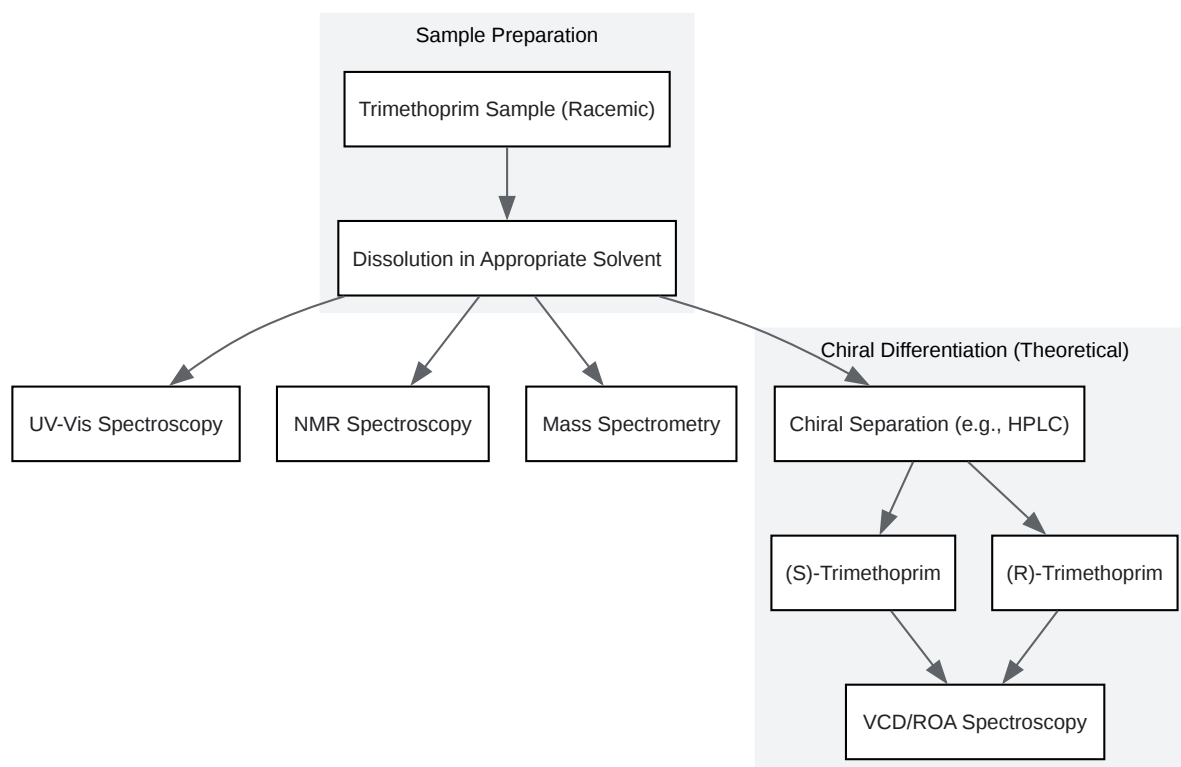 Sample Preparation
Trimethoprim Sample (Racemic)
Dissolution in Appropriate Solvent
Chiral Differentiation (Theoretical)
UV-Vis Spectroscopy
NMR Spectroscopy
Mass Spectrometry
Chiral Separation (e.g., HPLC)
(S)-Trimethoprim
(R)-Trimethoprim
VCD/ROA Spectroscopy